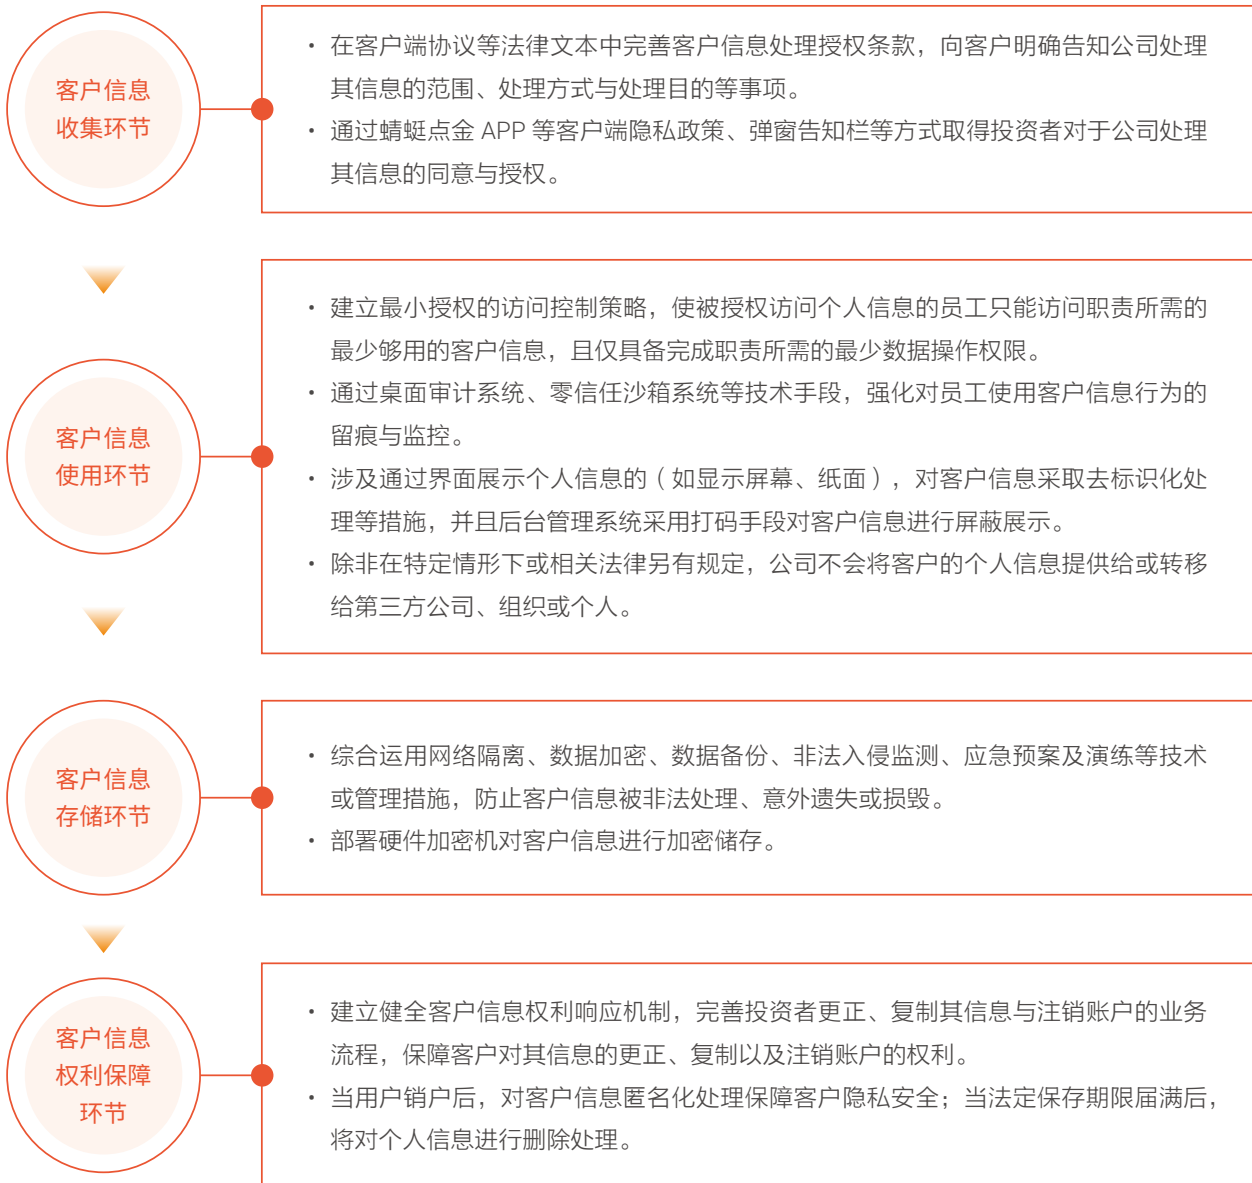 客户信息
收集环节
· 在客户端协议等法律文本中完善客户信息处理授权条款，向客户明确告知公司处理
其信息的范围、处理方式与处理目的等事项。
· 通过蜻蜓点金 APP 等客户端隐私政策、弹窗告知栏等方式取得投资者对于公司处理
其信息的同意与授权。
客户信息
使用环节
· 建立最小授权的访问控制策略，使被授权访问个人信息的员工只能访问职责所需的
最少够用的客户信息，且仅具备完成职责所需的最少数据操作权限。
· 通过桌面审计系统、零信任沙箱系统等技术手段，强化对员工使用客户信息行为的
留痕与监控。
· 涉及通过界面展示个人信息的（如显示屏幕、纸面），对客户信息采取去标识化处
理等措施，并且后台管理系统采用打码手段对客户信息进行屏蔽展示。
· 除非在特定情形下或相关法律另有规定，公司不会将客户的个人信息提供给或转移
给第三方公司、组织或个人。
客户信息
存储环节
· 综合运用网络隔离、数据加密、数据备份、非法入侵监测、应急预案及演练等技术
或管理措施，防止客户信息被非法处理、意外遗失或损毁。
· 部署硬件加密机对客户信息进行加密储存。
客户信息
权利保障
环节
· 建立健全客户信息权利响应机制，完善投资者更正、复制其信息与注销账户的业务
流程，保障客户对其信息的更正、复制以及注销账户的权利。
· 当用户销户后，对客户信息匿名化处理保障客户隐私安全；当法定保存期限届满后，
将对个人信息进行删除处理。